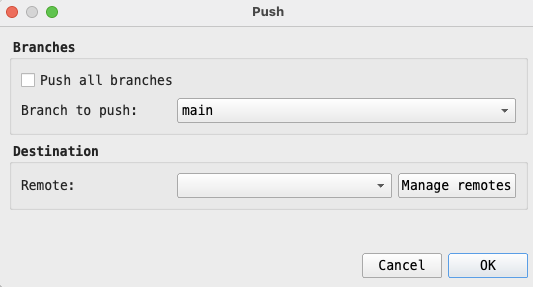 Push
Branches
Push all branches
Branch to push: main
Destination
Remote: Manage remotes
Cancel OK